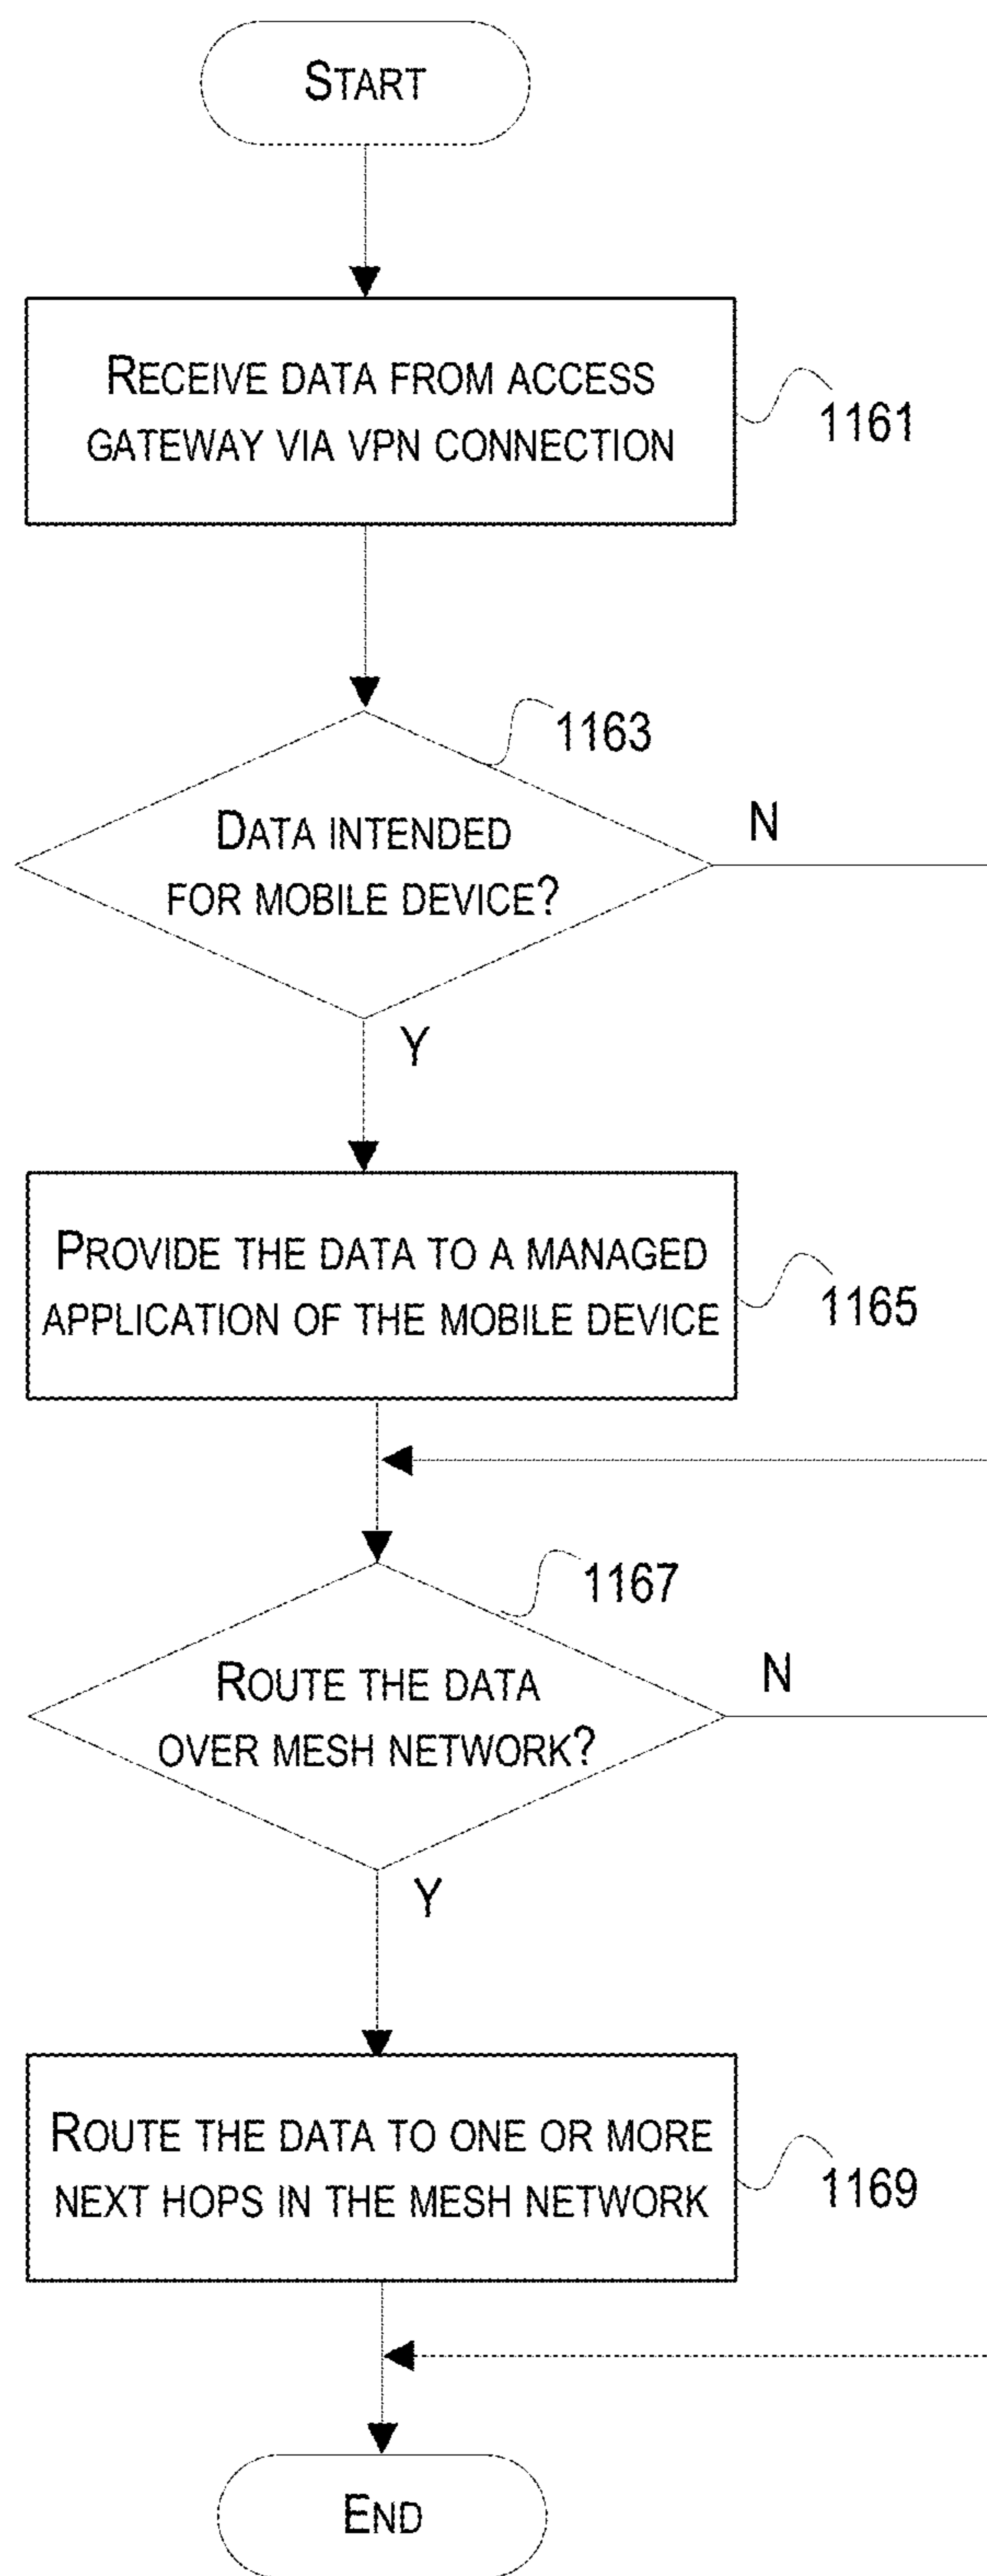 START
RECEIVE DATA FROM ACCESS
GATEWAY VIA VPN CONNECTION
1161
1163
DATA INTENDED
FOR MOBILE DEVICE?
N
Y
PROVIDE THE DATA TO A MANAGED
APPLICATION OF THE MOBILE DEVICE
1165
1167
ROUTE THE DATA
OVER MESH NETWORK?
N
Y
ROUTE THE DATA TO ONE OR MORE
NEXT HOPS IN THE MESH NETWORK
1169
END